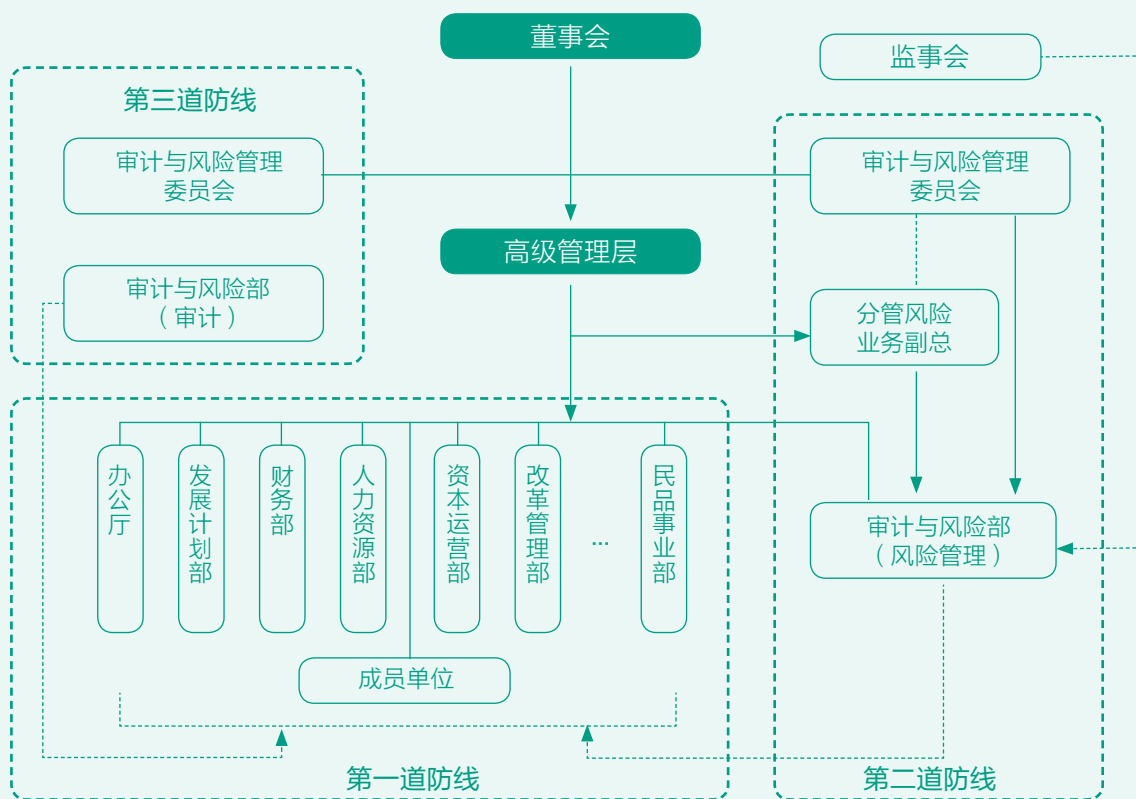 董事会
监事会
第三道防线
审计与风险管理
委员会
审计与风险管理
委员会
高级管理层
审计与风险部
（审计）
分管风险
业务副总
办公厅
发展计划部
财务部
人力资源部
资本运营部
改革管理部
...
民品事业部
审计与风险部
（风险管理）
成员单位
第一道防线
第二道防线